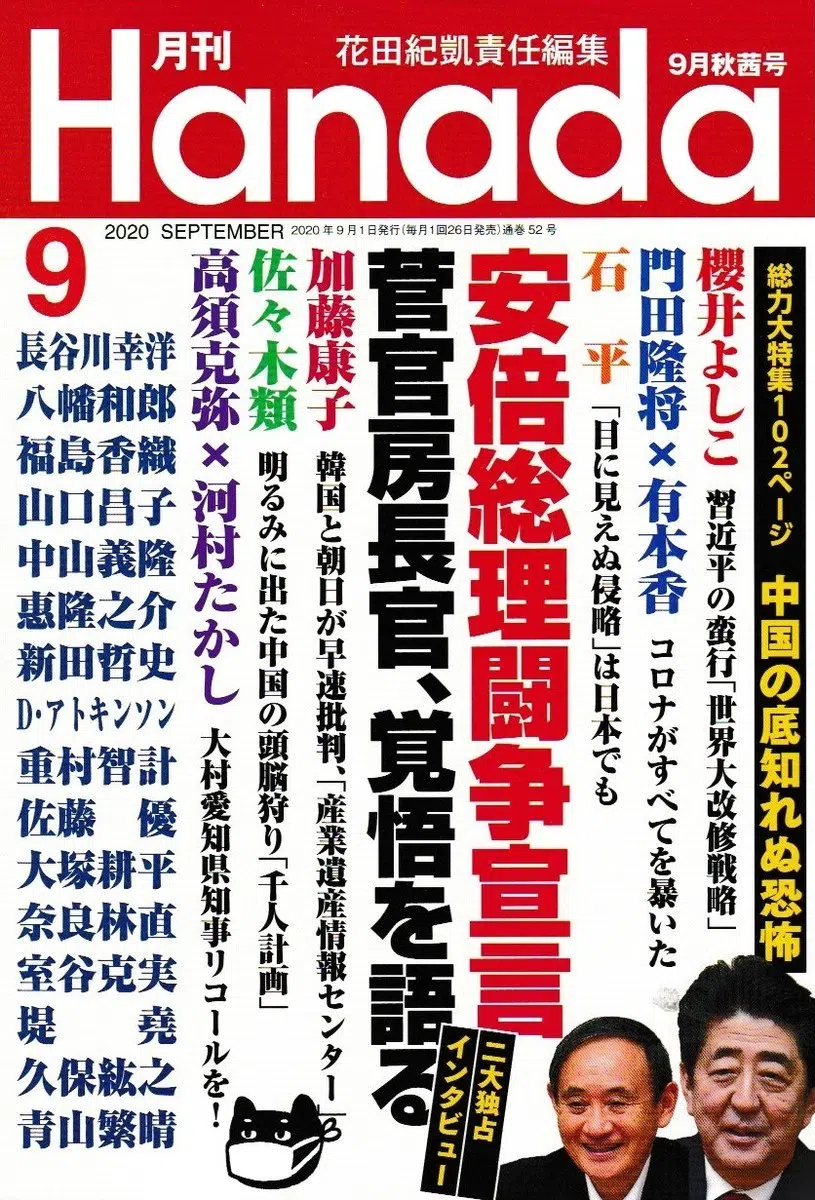 月刊
花田紀凱責任編集
9月秋茜号
Hanada
9
2020 SEPTEMBER
2020年9月1日発行(毎月1回26日発売)通巻52号
総力大特集102ページ
中国の底知れぬ恐怖
櫻井よしこ
習近平の蛮行「世界大改修戦略」
門田隆将×有本香
コロナがすべてを暴いた
石平
「目に見えぬ侵略」は日本でも
安倍総理闘争宣言
菅官房長官、覚悟を語る
二大独占
インタビュー
加藤康子
韓国と朝日が早速批判、「産業遺産情報センター」
佐々木類
明るみに出た中国の頭脳狩り「千人計画」
高須克弥×河村たかし
大村愛知県知事リコールを!
長谷川幸洋
八幡和郎
福島香織
山口昌子
中山義隆
惠隆之介
新田哲史
D・アトキンソン
重村智計
佐藤優
大塚耕平
奈良林直
室谷克実
堤堯
久保紘之
青山繁晴